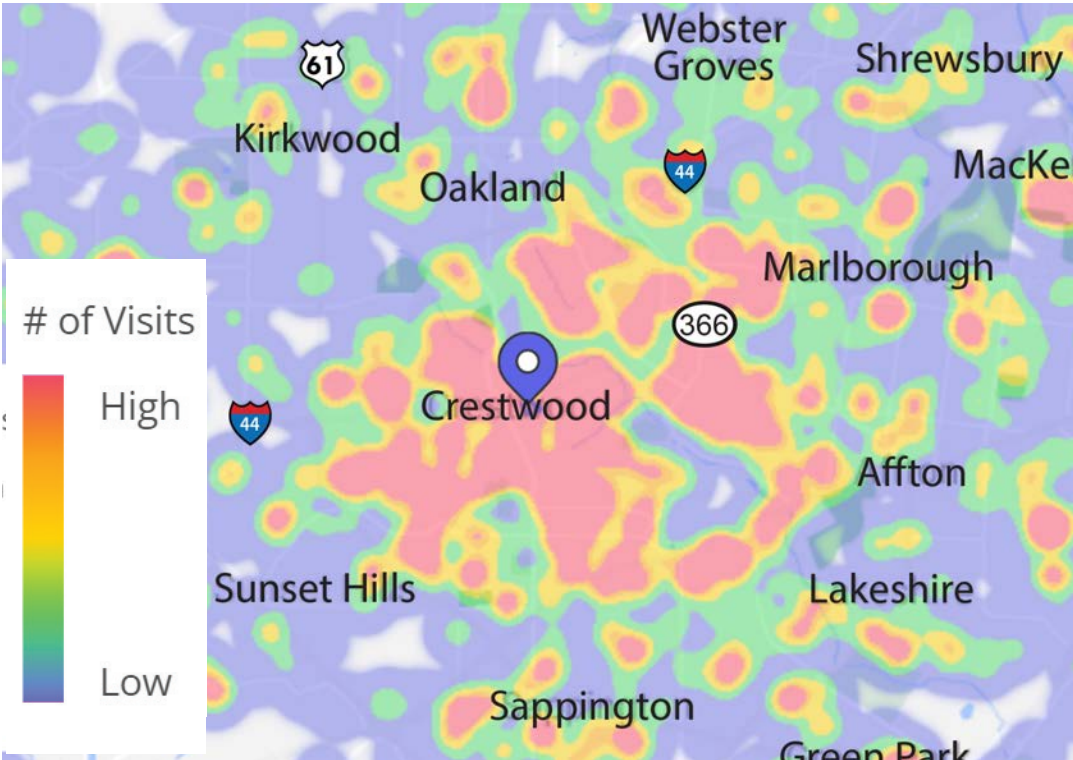 Webster
Groves
Shrewsbury
61
Kirkwood
MacKe
44
Oakland
Marlborough
# of Visits
366
High
Crestwood
44
Affton
Sunset Hills
Lakeshire
Low
Sappington
Green Park